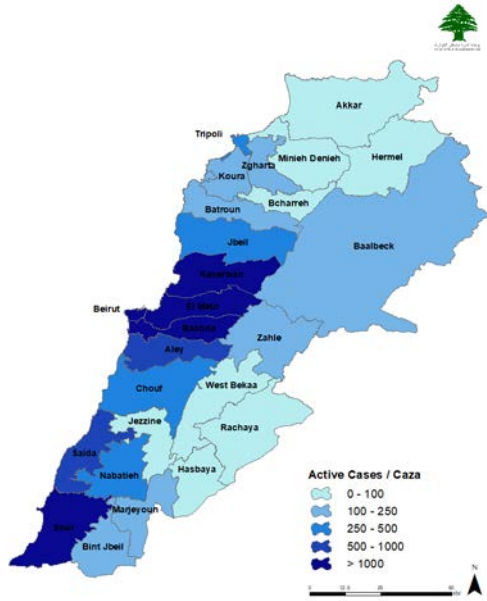 Akkar
Tripoli
Zgharta
Minieh Denieh
Hermel
Koura
Bcharreh
Batroun
Baalbeck
Jbeil
Kesrwan
El Metn
Beirut
Baabda
Zahle
Aley
Chouf
West Bekaa
Jezzine
Rachaya
Saida
Hasbaya
Nabatieh
Marjeyoun
Sour
Bint Jbeil
Active Cases / Caza
0 - 100
100 - 250
250 - 500
500 - 1000
> 1000
N